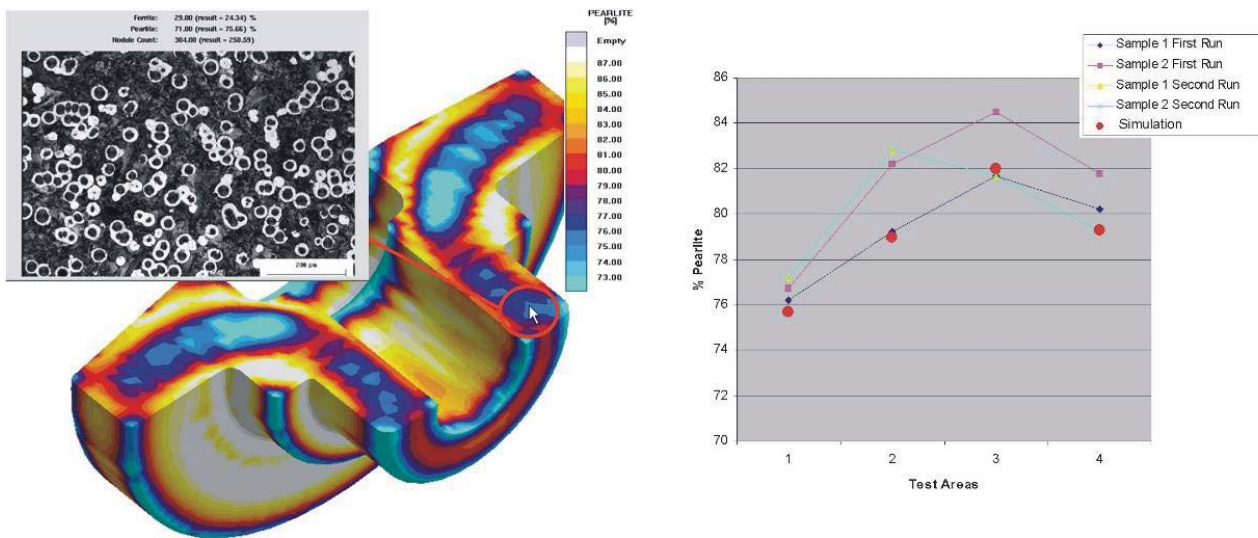 Ferrite: 29.00 (result = 24.34) %
Pearlite: 71.00 (result = 75.66) %
Nodule Count: 304.00 (result = 250.59)
200 µm
PEARLITE
[%]
Empty
87.00
86.00
85.00
84.00
83.00
82.00
81.00
80.00
79.00
78.00
77.00
76.00
75.00
74.00
73.00
Sample 1 First Run
Sample 2 First Run
Sample 1 Second Run
Sample 2 Second Run
Simulation
% Pearlite
86
84
82
80
78
76
74
72
70
1 2 3 4
Test Areas